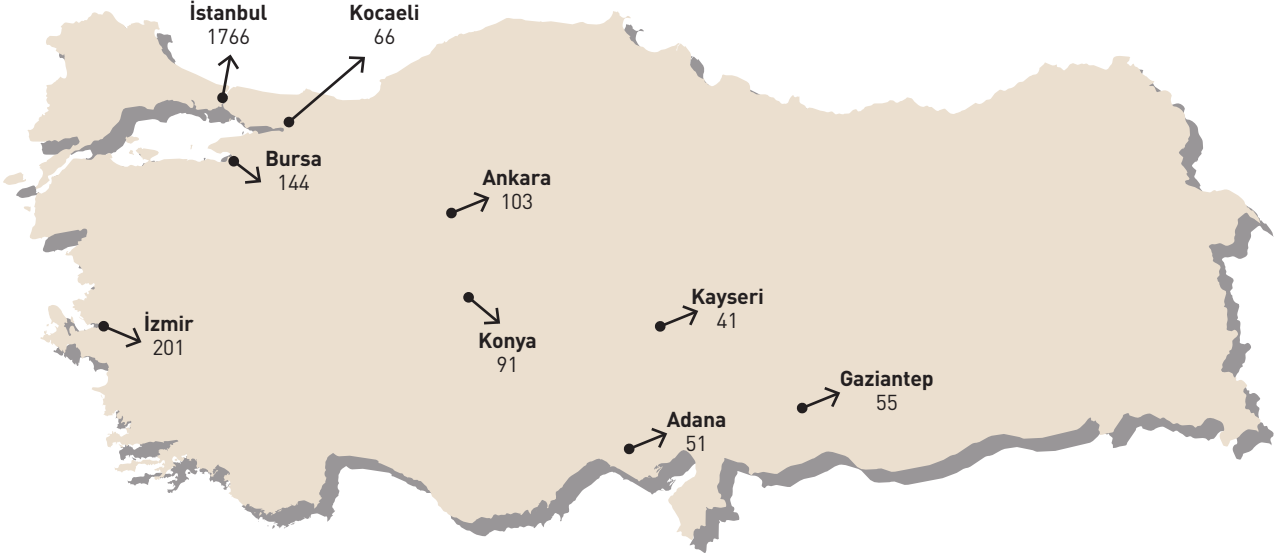 İstanbul
1766
Kocaeli
66
Bursa
144
Ankara
103
Kayseri
41
İzmir
201
Konya
91
Gaziantep
55
Adana
51